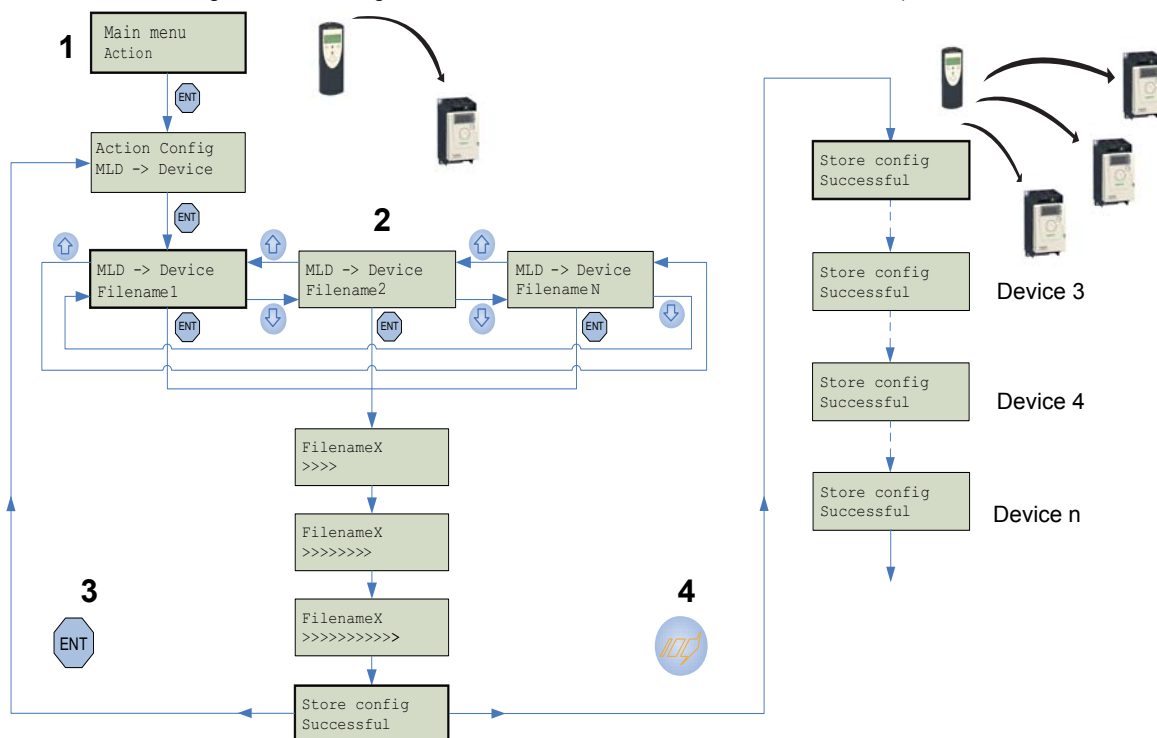 1
Main menu
Action
ENT
Action Config
MLD -> Device
ENT
2
MLD -> Device
Filename1
MLD -> Device
Filename2
MLD -> Device
Filename N
ENT
ENT
ENT
FilenameX
>>>>
FilenameX
>>>>>>>>
FilenameX
>>>>>>>>>>>>
3
ENT
4
Store config
Successful
Store config
Successful
Store config
Successful
Device 3
Store config
Successful
Device 4
Store config
Successful
Device n